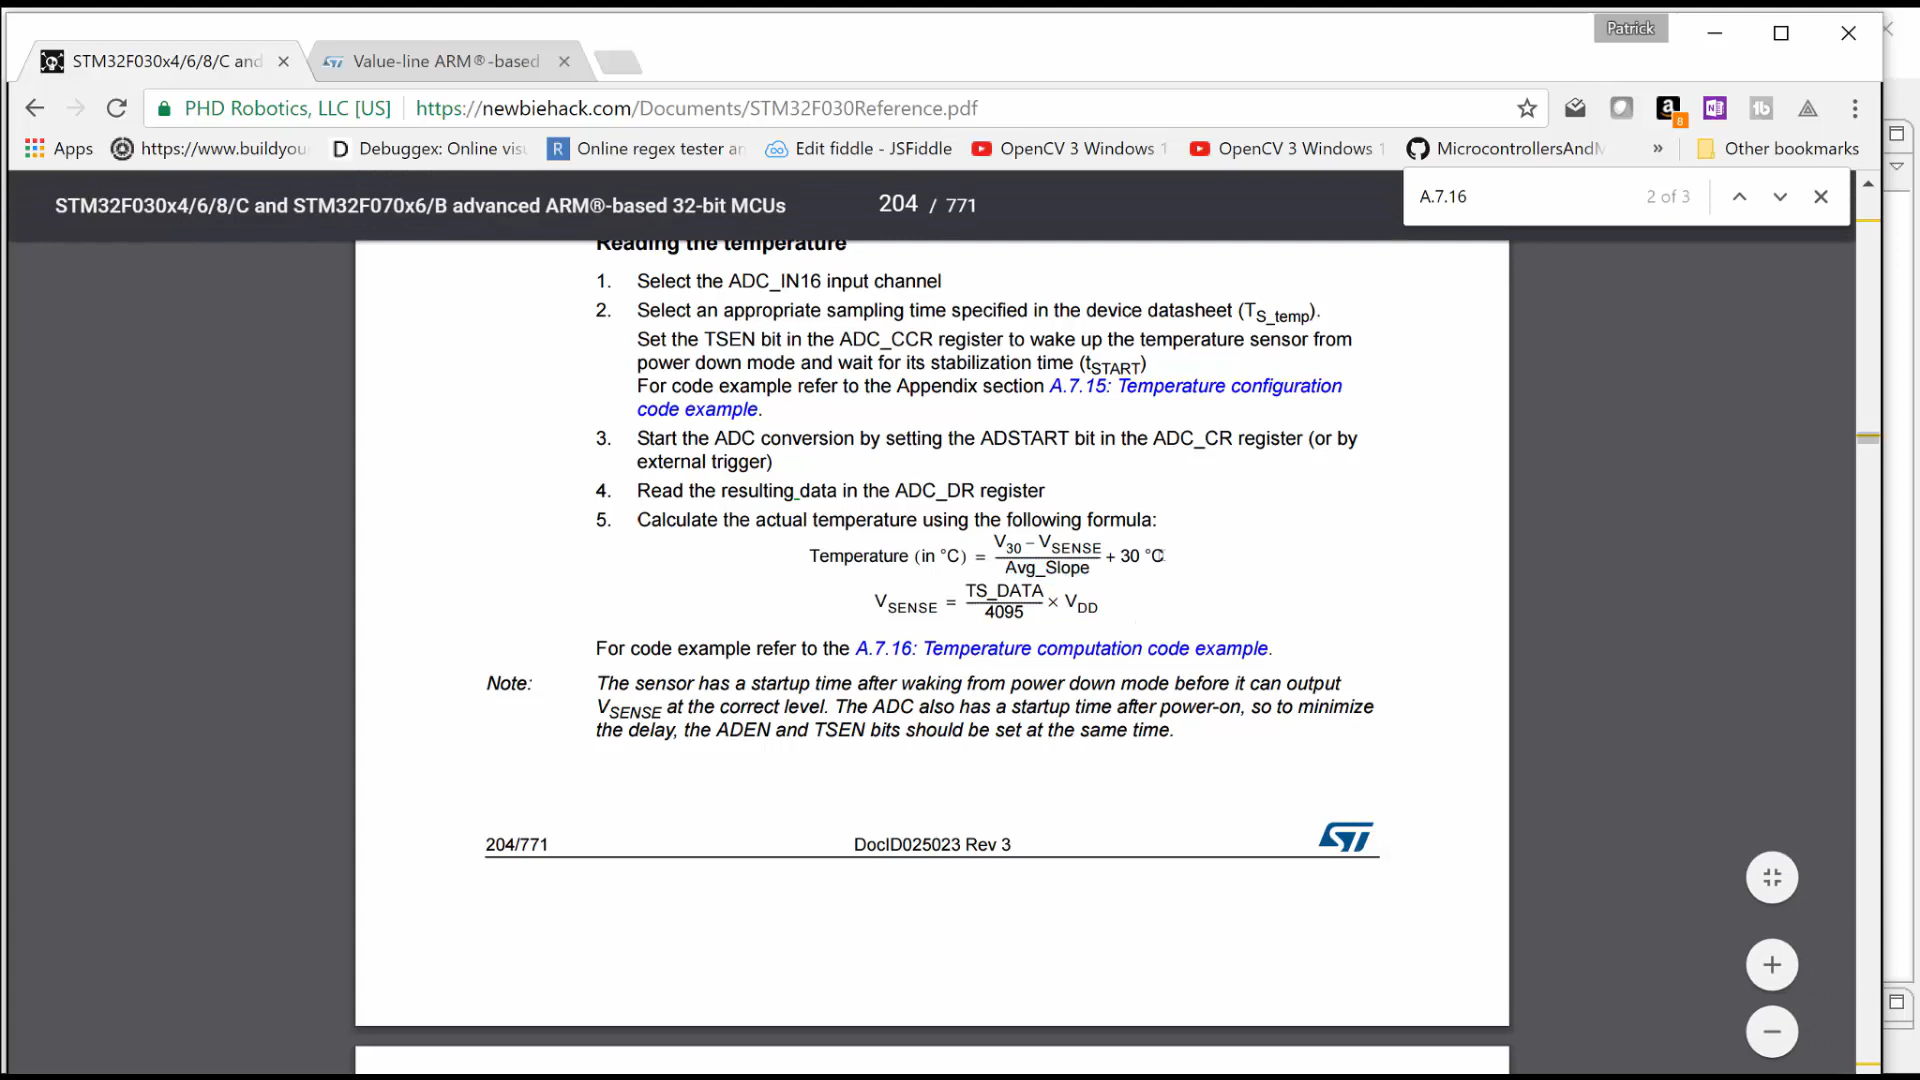 Patrick
STM32F030x4/6/8/C and
Value-line ARM®-based
PHD Robotics, LLC [US]
https://newbiehack.com/Documents/STM32F030Reference.pdf
Apps
https://www.buildyou
Debuggex: Online visu
Online regex tester an
Edit fiddle - JSFiddle
OpenCV 3 Windows 1
OpenCV 3 Windows 1
MicrocontrollersAndM
»
Other bookmarks
A.7.16
2 of 3
STM32F030x4/6/8/C and STM32F070x6/B advanced ARM®-based 32-bit MCUs
204 / 771
Reading the temperature
1. Select the ADC_IN16 input channel
2. Select an appropriate sampling time specified in the device datasheet (TS_temp).
Set the TSEN bit in the ADC_CCR register to wake up the temperature sensor from
power down mode and wait for its stabilization time (tSTART)
For code example refer to the Appendix section A.7.15: Temperature configuration
code example.
3. Start the ADC conversion by setting the ADSTART bit in the ADC_CR register (or by
external trigger)
4. Read the resulting data in the ADC_DR register
5. Calculate the actual temperature using the following formula:
V30 – VSENSE
Temperature (in °C) = + 30 °C
Avg_Slope
TS_DATA
VSENSE = × VDD
4095
For code example refer to the A.7.16: Temperature computation code example.
Note: The sensor has a startup time after waking from power down mode before it can output
VSENSE at the correct level. The ADC also has a startup time after power-on, so to minimize
the delay, the ADEN and TSEN bits should be set at the same time.
204/771
DocID025023 Rev 3
ST
8